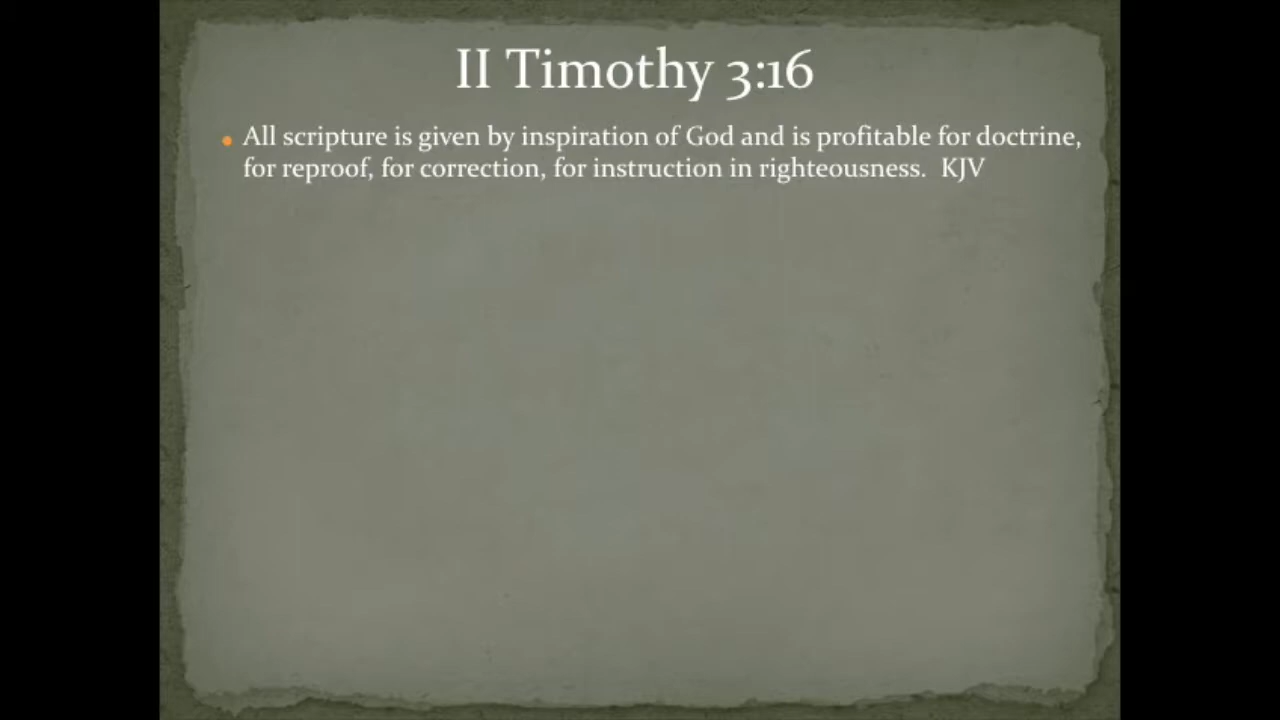 II Timothy 3:16
• All scripture is given by inspiration of God and is profitable for doctrine,
for reproof, for correction, for instruction in righteousness.  KJV